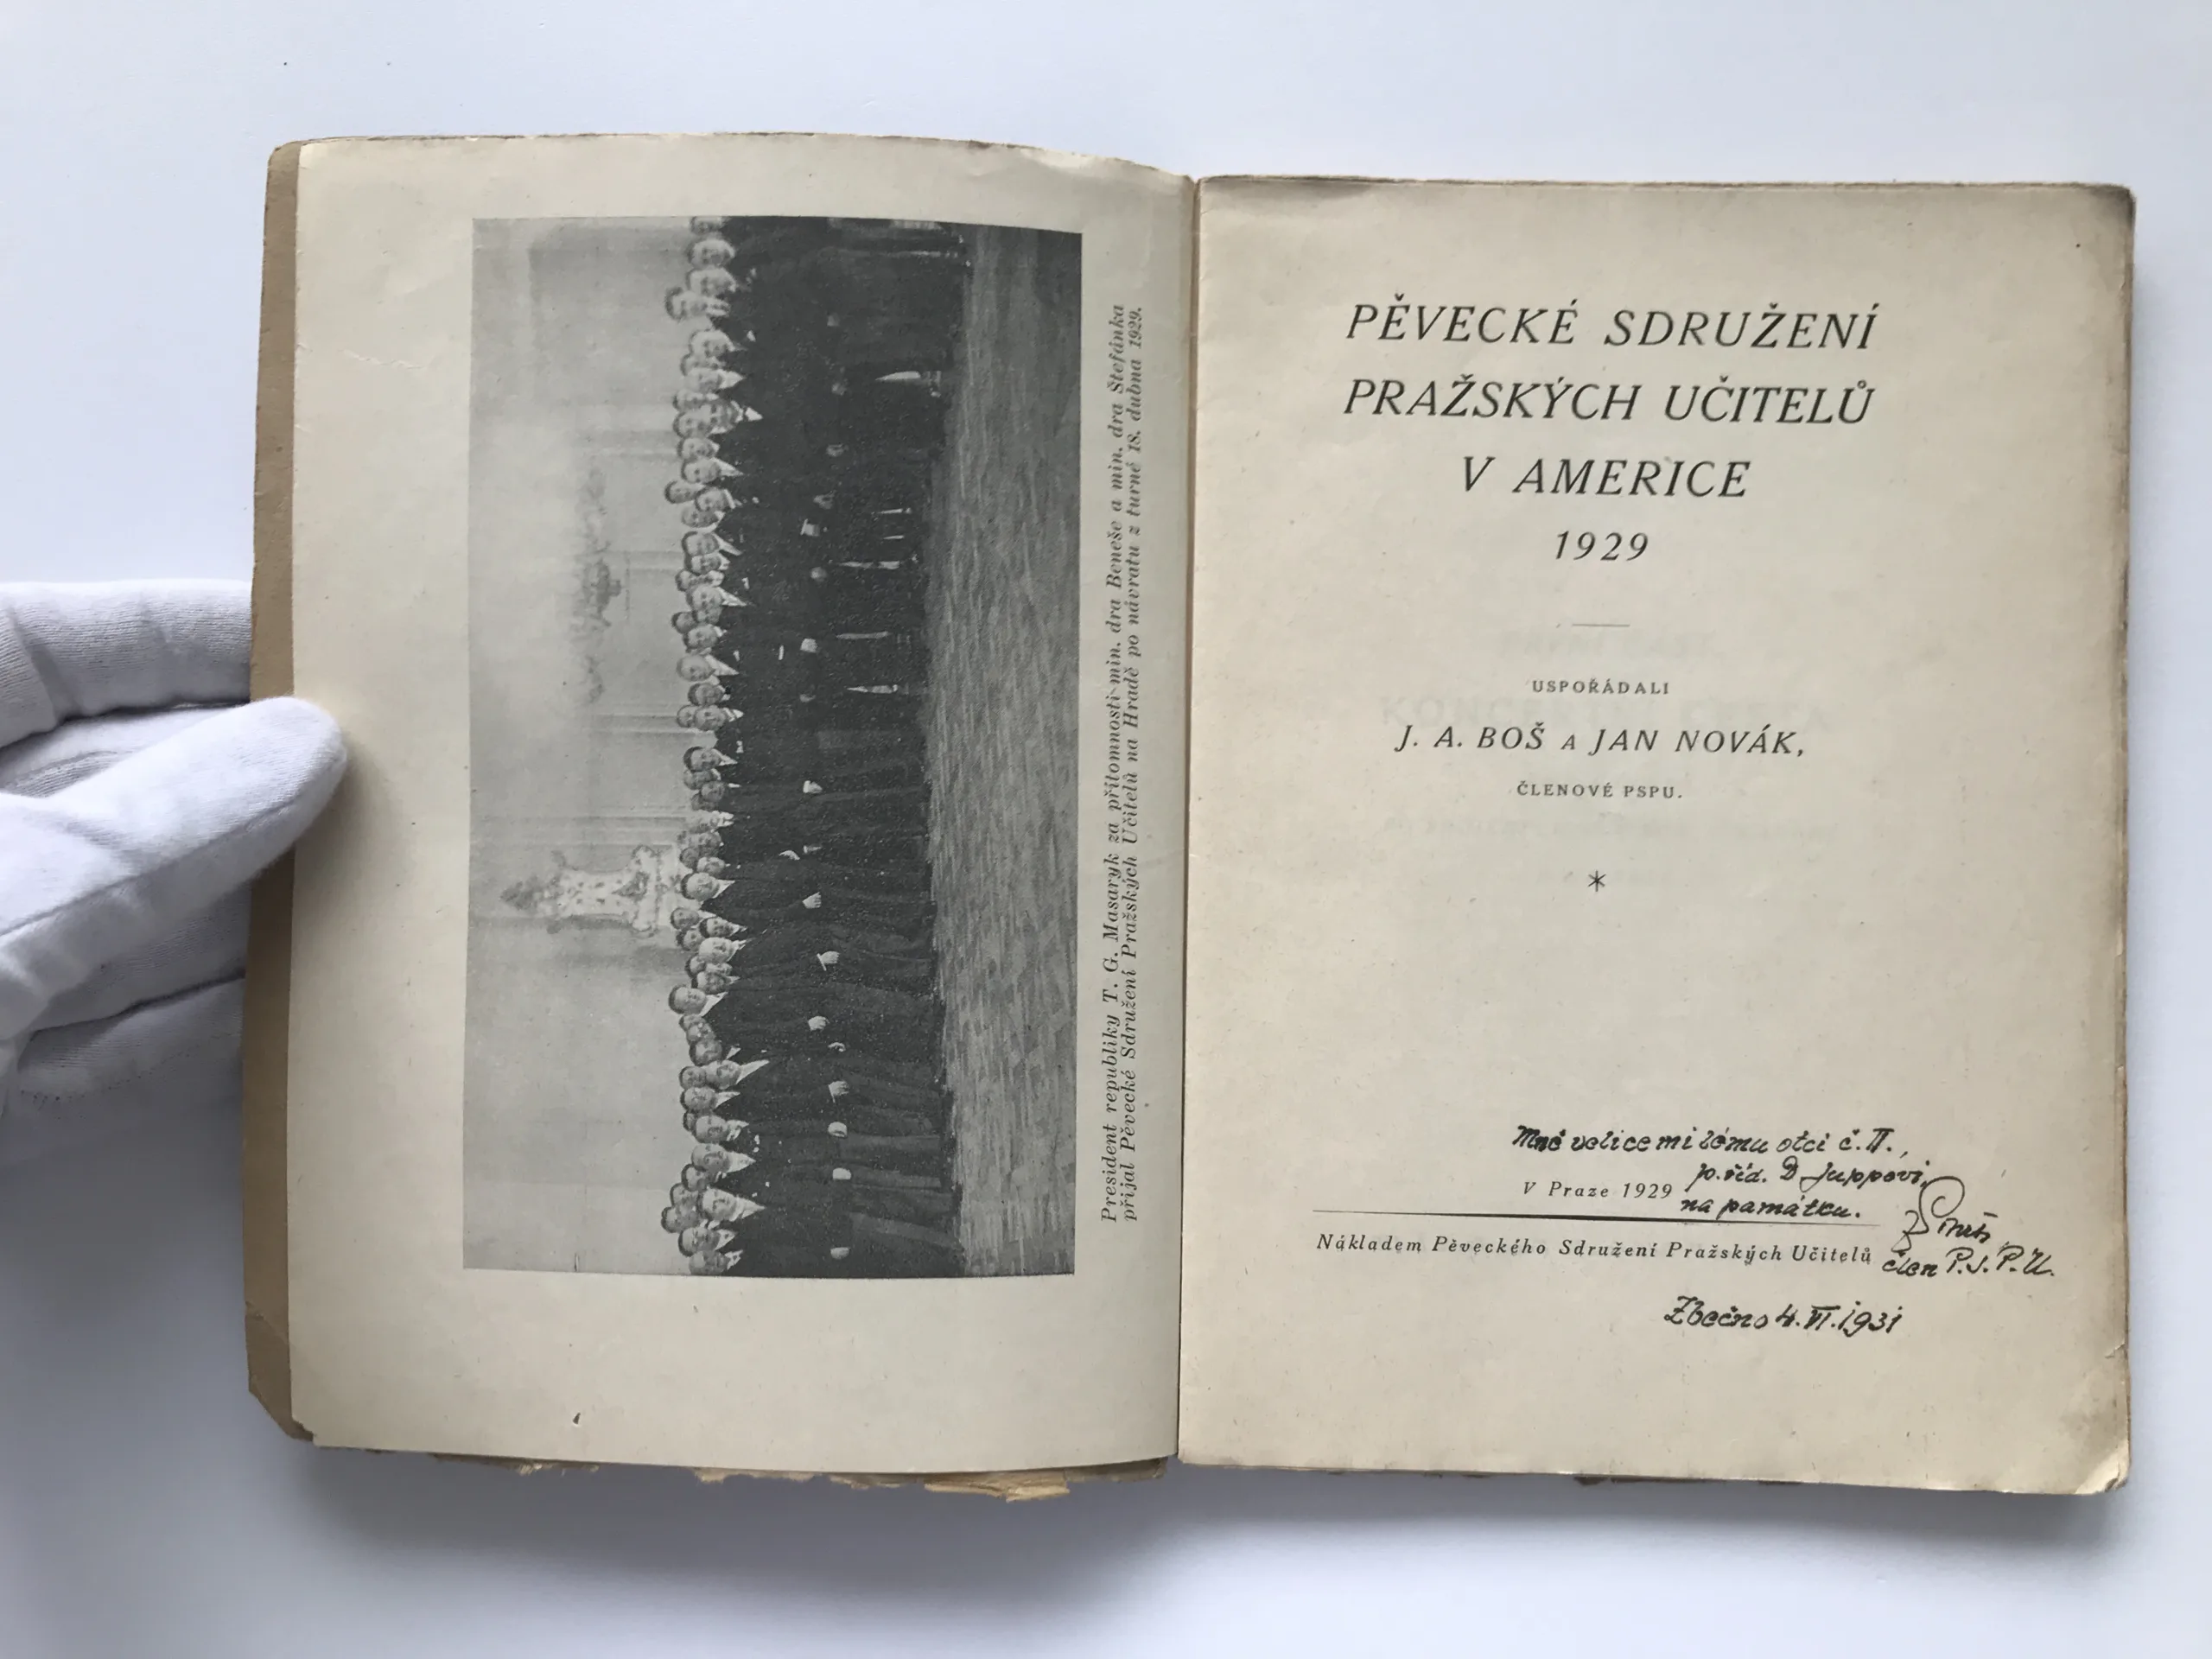 President republiky T. G. Masaryk za přítomnosti min. dra Beneše a min. dra Štefánka
přijal Pěvecké Sdružení Pražských Učitelů na Hradě po návratu z turné 18. dubna 1929.
PĚVECKÉ SDRUŽENÍ
PRAŽSKÝCH UČITELŮ
V AMERICE
1929
USPOŘÁDALI
J. A. BOŠ A JAN NOVÁK,
ČLENOVÉ PSPU.
*
Mně velice milému otci č. II.,
p. říd. D Juppovi,
V Praze 1929
na památku.
Nákladem Pěveckého Sdružení Pražských Učitelů
člen P.S.P.U.
Zbečno 4. VI. 1931